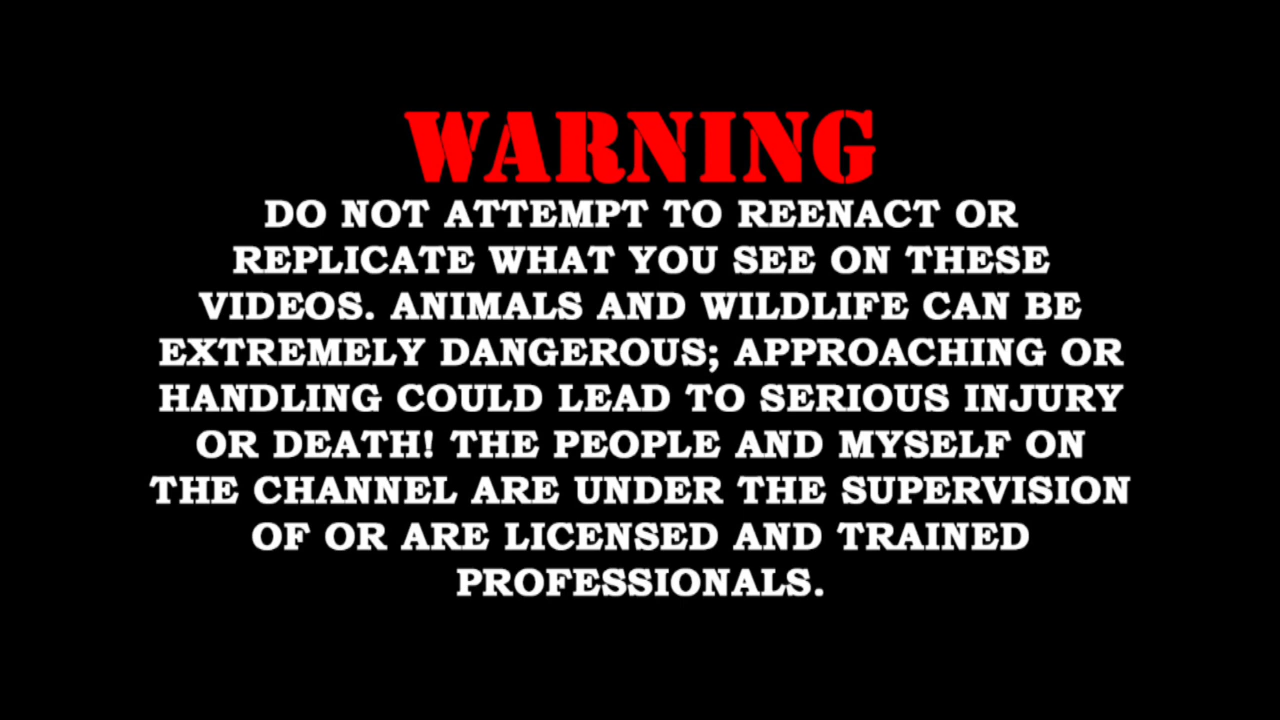 WARNING
DO NOT ATTEMPT TO REENACT OR
REPLICATE WHAT YOU SEE ON THESE
VIDEOS. ANIMALS AND WILDLIFE CAN BE
EXTREMELY DANGEROUS; APPROACHING OR
HANDLING COULD LEAD TO SERIOUS INJURY
OR DEATH! THE PEOPLE AND MYSELF ON
THE CHANNEL ARE UNDER THE SUPERVISION
OF OR ARE LICENSED AND TRAINED
PROFESSIONALS.